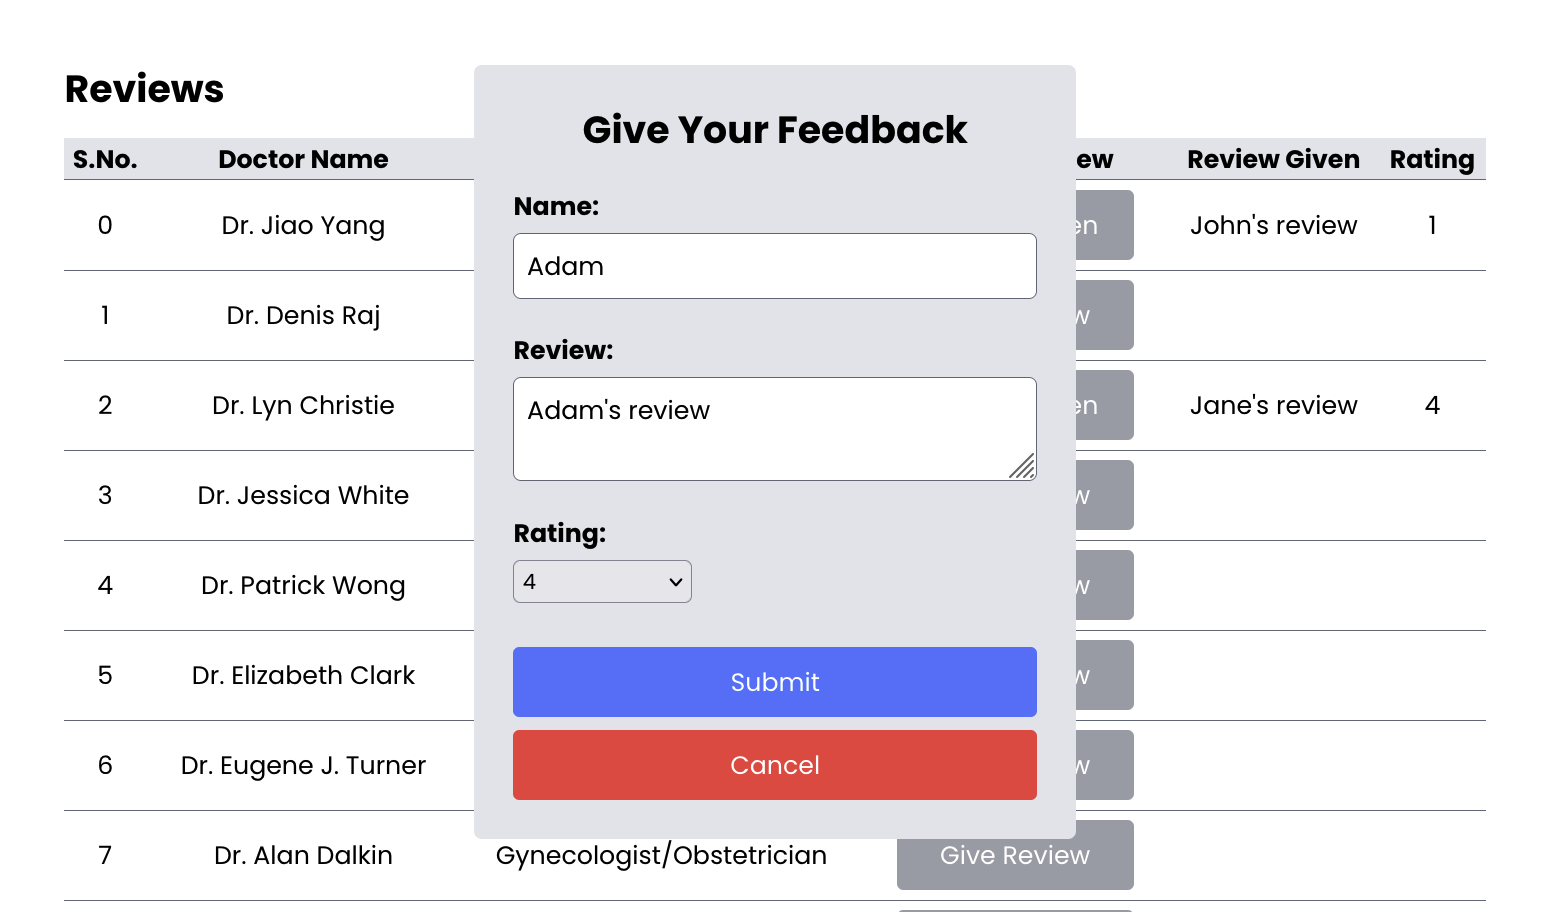 Reviews
Give Your Feedback
S.No. Doctor Name ew Review Given Rating
Name:
0 Dr. Jiao Yang en John's review 1
Adam
1 Dr. Denis Raj w
Review:
2 Dr. Lyn Christie Adam's review en Jane's review 4
3 Dr. Jessica White w
Rating:
4 Dr. Patrick Wong 4 w
5 Dr. Elizabeth Clark Submit w
6 Dr. Eugene J. Turner Cancel w
7 Dr. Alan Dalkin Gynecologist/Obstetrician Give Review